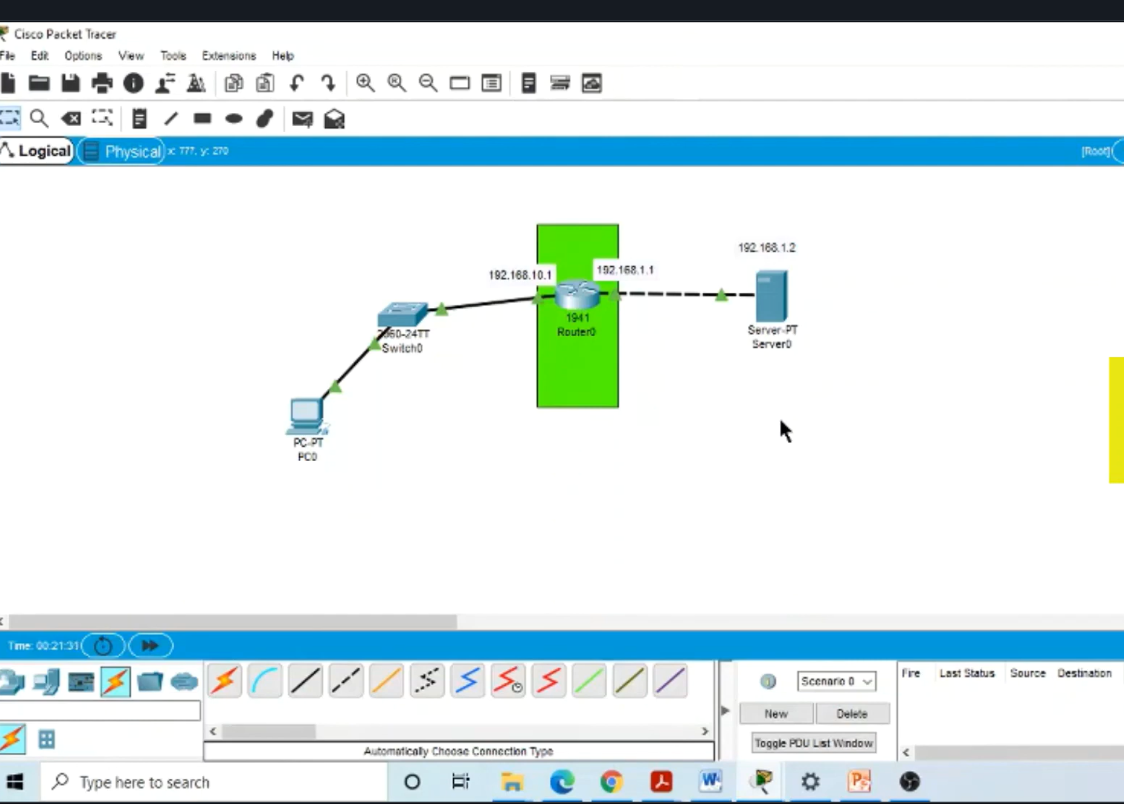 Cisco Packet Tracer
File Edit Options View Tools Extensions Help
Logical Physical x: 777, y: 270 [Root]
192.168.1.2
192.168.10.1 192.168.1.1
2960-24TT
Switch0
1941
Router0
Server-PT
Server0
PC-PT
PC0
Time: 00:21:31
Scenario 0
Fire Last Status Source Destination
New Delete
Toggle PDU List Window
Automatically Choose Connection Type
Type here to search